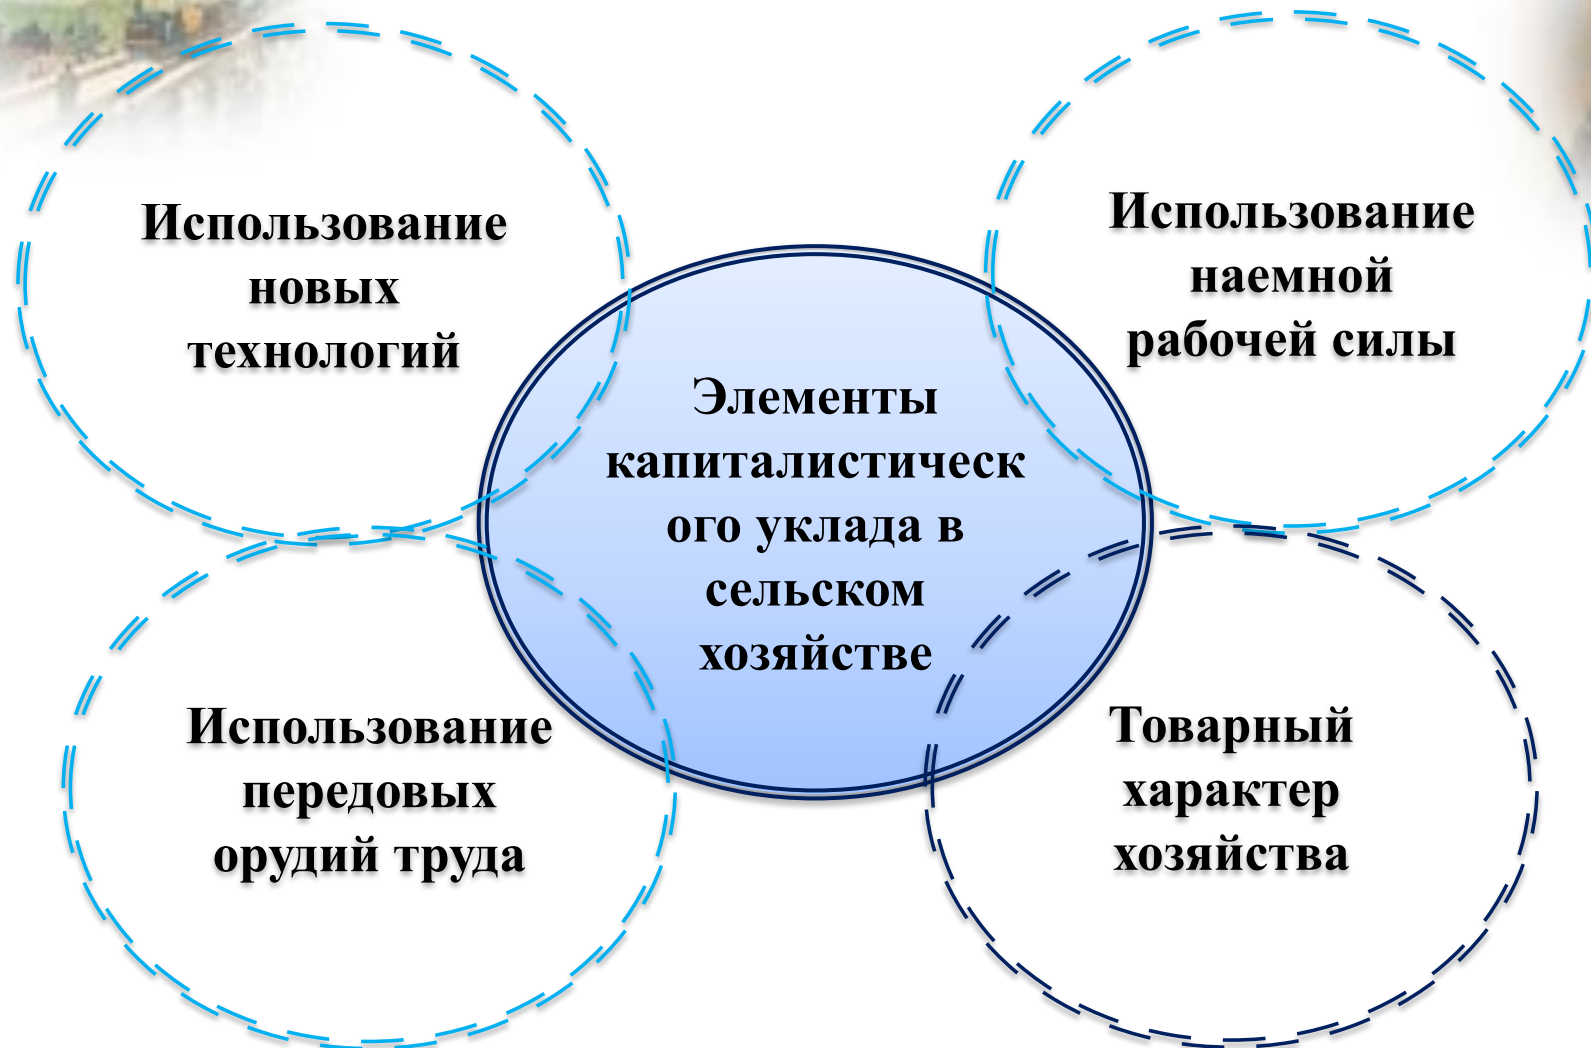 Использование
новых
технологий
Использование
наемной
рабочей силы
Элементы
капиталистическ
ого уклада в
сельском
хозяйстве
Использование
передовых
орудий труда
Товарный
характер
хозяйства